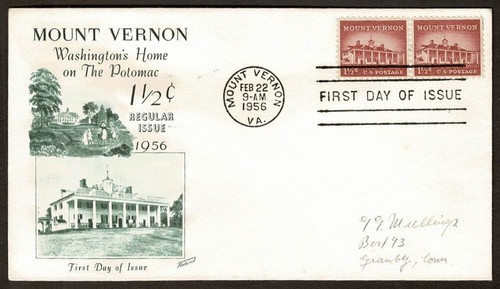 MOUNT VERNON
Washington's Home
on The Potomac
1½¢
REGULAR
ISSUE
1956
First Day of Issue
MOUNT VERNON
FEB 22
9-AM
1956
VA.
MOUNT VERNON
1½¢ U.S. POSTAGE
MOUNT VERNON
1½¢ U.S. POSTAGE
FIRST DAY OF ISSUE
Box 93
Granby, Conn